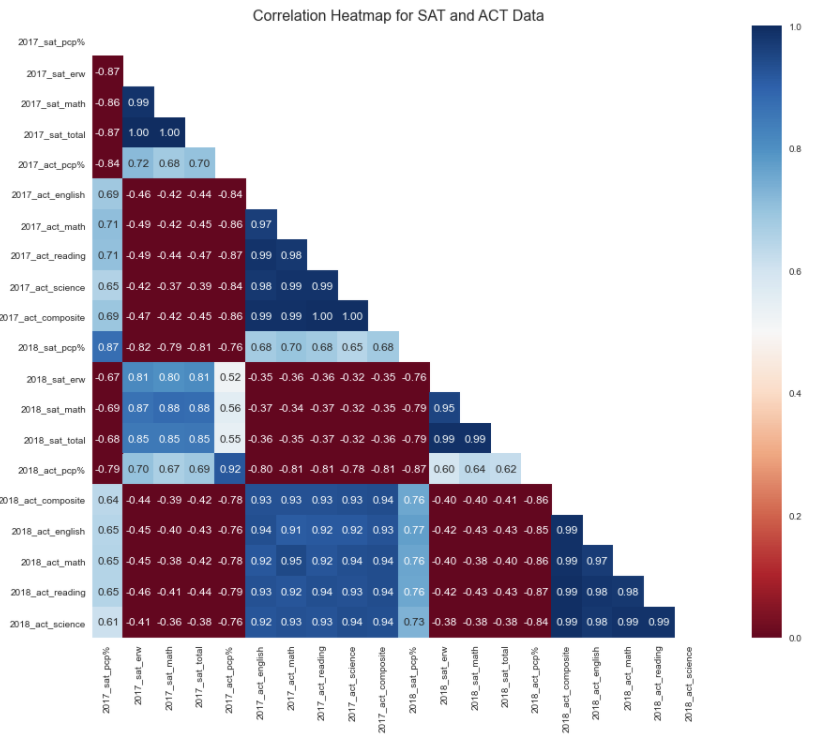 Correlation Heatmap for SAT and ACT Data
2017_sat_pcp%
2017_sat_erw -0.87
2017_sat_math -0.86 0.99
2017_sat_total -0.87 1.00 1.00
2017_act_pcp% -0.84 0.72 0.68 0.70
2017_act_english 0.69 -0.46 -0.42 -0.44 -0.84
2017_act_math 0.71 -0.49 -0.42 -0.45 -0.86 0.97
2017_act_reading 0.71 -0.49 -0.44 -0.47 -0.87 0.99 0.98
2017_act_science 0.65 -0.42 -0.37 -0.39 -0.84 0.98 0.99 0.99
2017_act_composite 0.69 -0.47 -0.42 -0.45 -0.86 0.99 0.99 1.00 1.00
2018_sat_pcp% 0.87 -0.82 -0.79 -0.81 -0.76 0.68 0.70 0.68 0.65 0.68
2018_sat_erw -0.67 0.81 0.80 0.81 0.52 -0.35 -0.36 -0.36 -0.32 -0.35 -0.76
2018_sat_math -0.69 0.87 0.88 0.88 0.56 -0.37 -0.34 -0.37 -0.32 -0.35 -0.79 0.95
2018_sat_total -0.68 0.85 0.85 0.85 0.55 -0.36 -0.35 -0.37 -0.32 -0.36 -0.79 0.99 0.99
2018_act_pcp% -0.79 0.70 0.67 0.69 0.92 -0.80 -0.81 -0.81 -0.78 -0.81 -0.87 0.60 0.64 0.62
2018_act_composite 0.64 -0.44 -0.39 -0.42 -0.78 0.93 0.93 0.93 0.93 0.94 0.76 -0.40 -0.40 -0.41 -0.86
2018_act_english 0.65 -0.45 -0.40 -0.43 -0.76 0.94 0.91 0.92 0.92 0.93 0.77 -0.42 -0.43 -0.43 -0.85 0.99
2018_act_math 0.65 -0.45 -0.38 -0.42 -0.78 0.92 0.95 0.92 0.94 0.94 0.76 -0.40 -0.38 -0.40 -0.86 0.99 0.97
2018_act_reading 0.65 -0.46 -0.41 -0.44 -0.79 0.93 0.92 0.94 0.93 0.94 0.76 -0.42 -0.43 -0.43 -0.87 0.99 0.98 0.98
2018_act_science 0.61 -0.41 -0.36 -0.38 -0.76 0.92 0.93 0.93 0.94 0.94 0.73 -0.38 -0.38 -0.38 -0.84 0.99 0.98 0.99 0.99
2017_sat_pcp%
2017_sat_erw
2017_sat_math
2017_sat_total
2017_act_pcp%
2017_act_english
2017_act_math
2017_act_reading
2017_act_science
2017_act_composite
2018_sat_pcp%
2018_sat_erw
2018_sat_math
2018_sat_total
2018_act_pcp%
2018_act_composite
2018_act_english
2018_act_math
2018_act_reading
2018_act_science
1.0
0.8
0.6
0.4
0.2
0.0